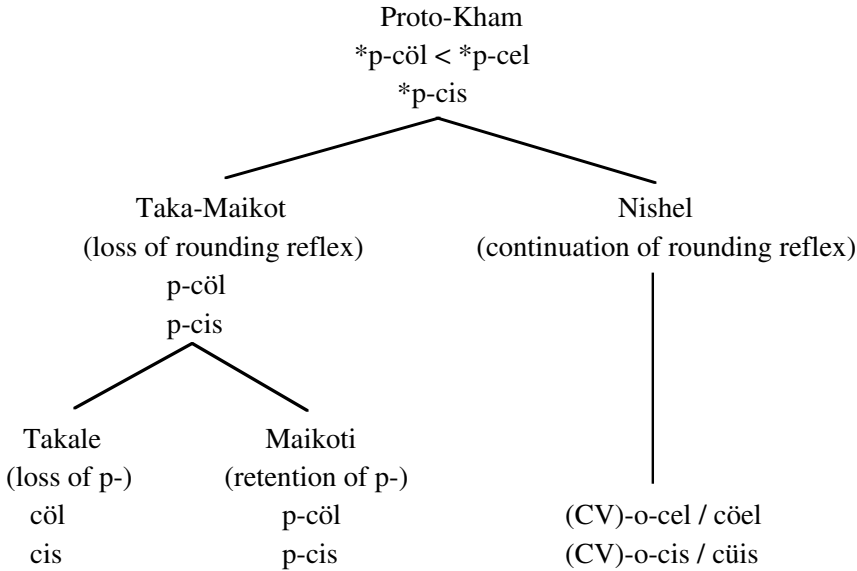 Proto-Kham
*p-cöl < *p-cel
*p-cis
Taka-Maikot
(loss of rounding reflex)
p-cöl
p-cis
Nishel
(continuation of rounding reflex)
Takale
(loss of p-)
cöl
cis
Maikoti
(retention of p-)
p-cöl
p-cis
(CV)-o-cel / cöel
(CV)-o-cis / cüis